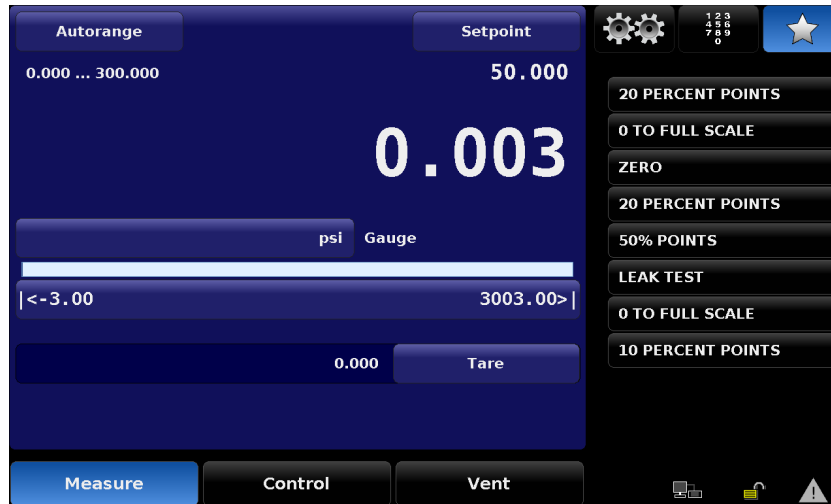 Autorange
Setpoint
0.000 ... 300.000
50.000
0.003
psi Gauge
|<-3.00
3003.00>|
0.000
Tare
Measure
Control
Vent
1 2 3
4 5 6
7 8 9
0
20 PERCENT POINTS
0 TO FULL SCALE
ZERO
20 PERCENT POINTS
50% POINTS
LEAK TEST
0 TO FULL SCALE
10 PERCENT POINTS